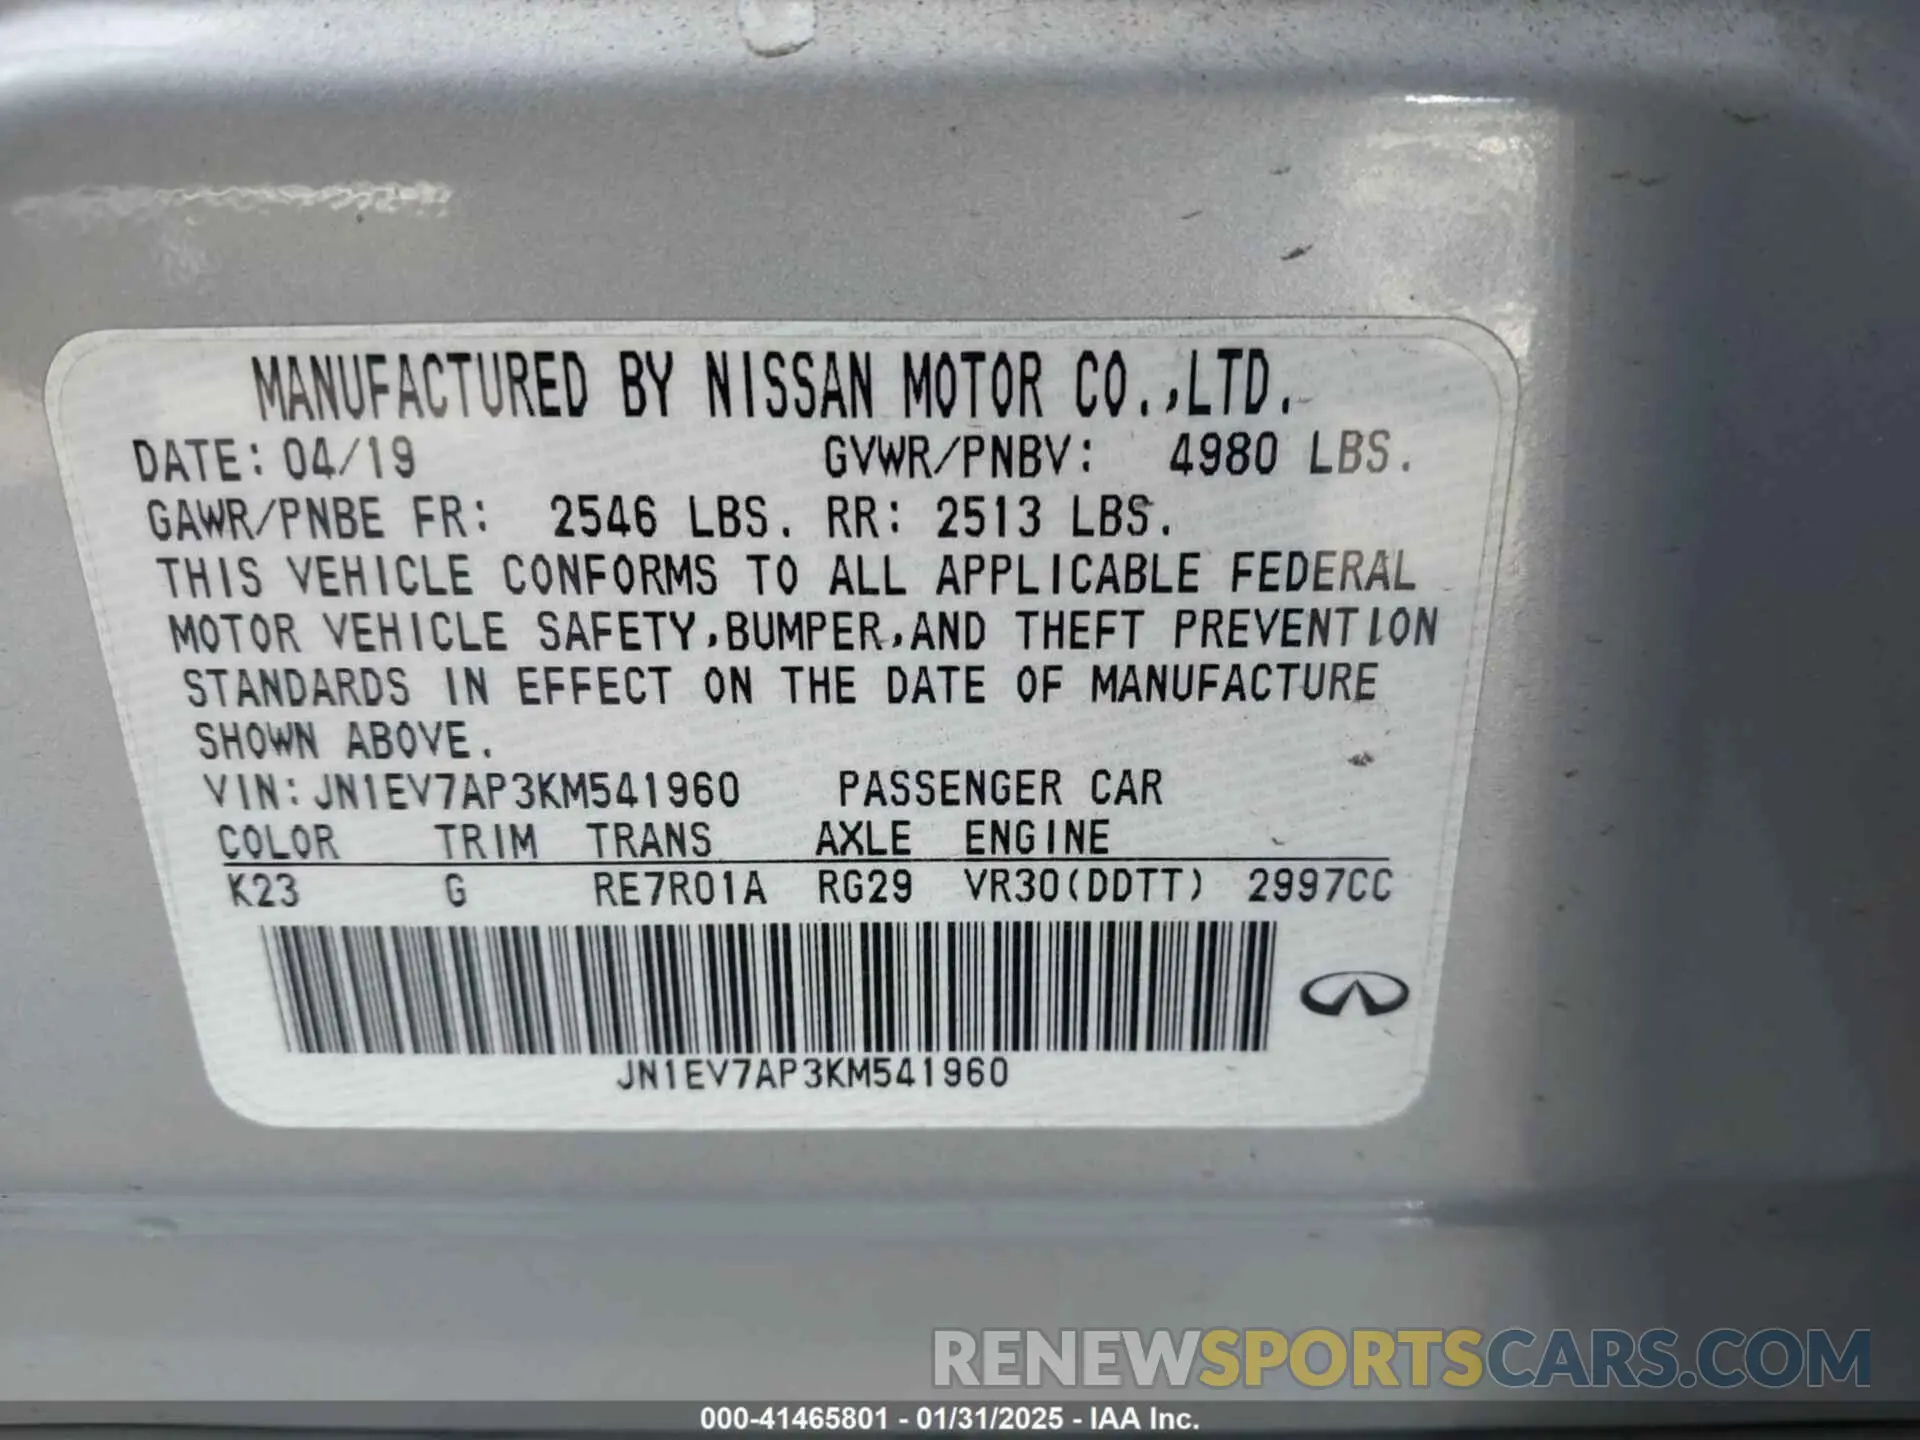 MANUFACTURED BY NISSAN MOTOR CO.,LTD.
DATE: 04/19 GVWR/PNBV: 4980 LBS.
GAWR/PNBE FR: 2546 LBS. RR: 2513 LBS.
THIS VEHICLE CONFORMS TO ALL APPLICABLE FEDERAL
MOTOR VEHICLE SAFETY,BUMPER,AND THEFT PREVENTION
STANDARDS IN EFFECT ON THE DATE OF MANUFACTURE
SHOWN ABOVE.
VIN:JN1EV7AP3KM541960 PASSENGER CAR
COLOR TRIM TRANS AXLE ENGINE
K23 G RE7R01A RG29 VR30(DDTT) 2997CC
JN1EV7AP3KM541960
RENEWSPORTSCARS.COM
000-41465801 - 01/31/2025 - IAA Inc.